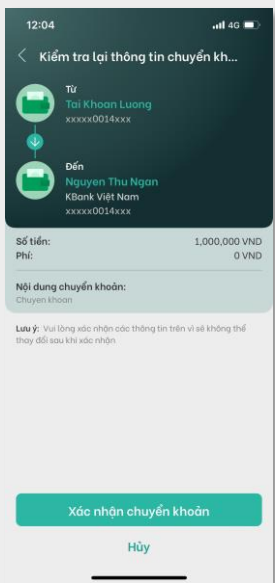 12:04
4G
Kiểm tra lại thông tin chuyển kh...
Từ
Tai Khoan Luong
xxxxx0014xxx
Đến
Nguyen Thu Ngan
KBank Việt Nam
xxxxx0014xxx
Số tiền: 1,000,000 VND
Phí: 0 VND
Nội dung chuyển khoản:
Chuyen khoan
Lưu ý: Vui lòng xác nhận các thông tin trên vì sẽ không thể
thay đổi sau khi xác nhận
Xác nhận chuyển khoản
Hủy